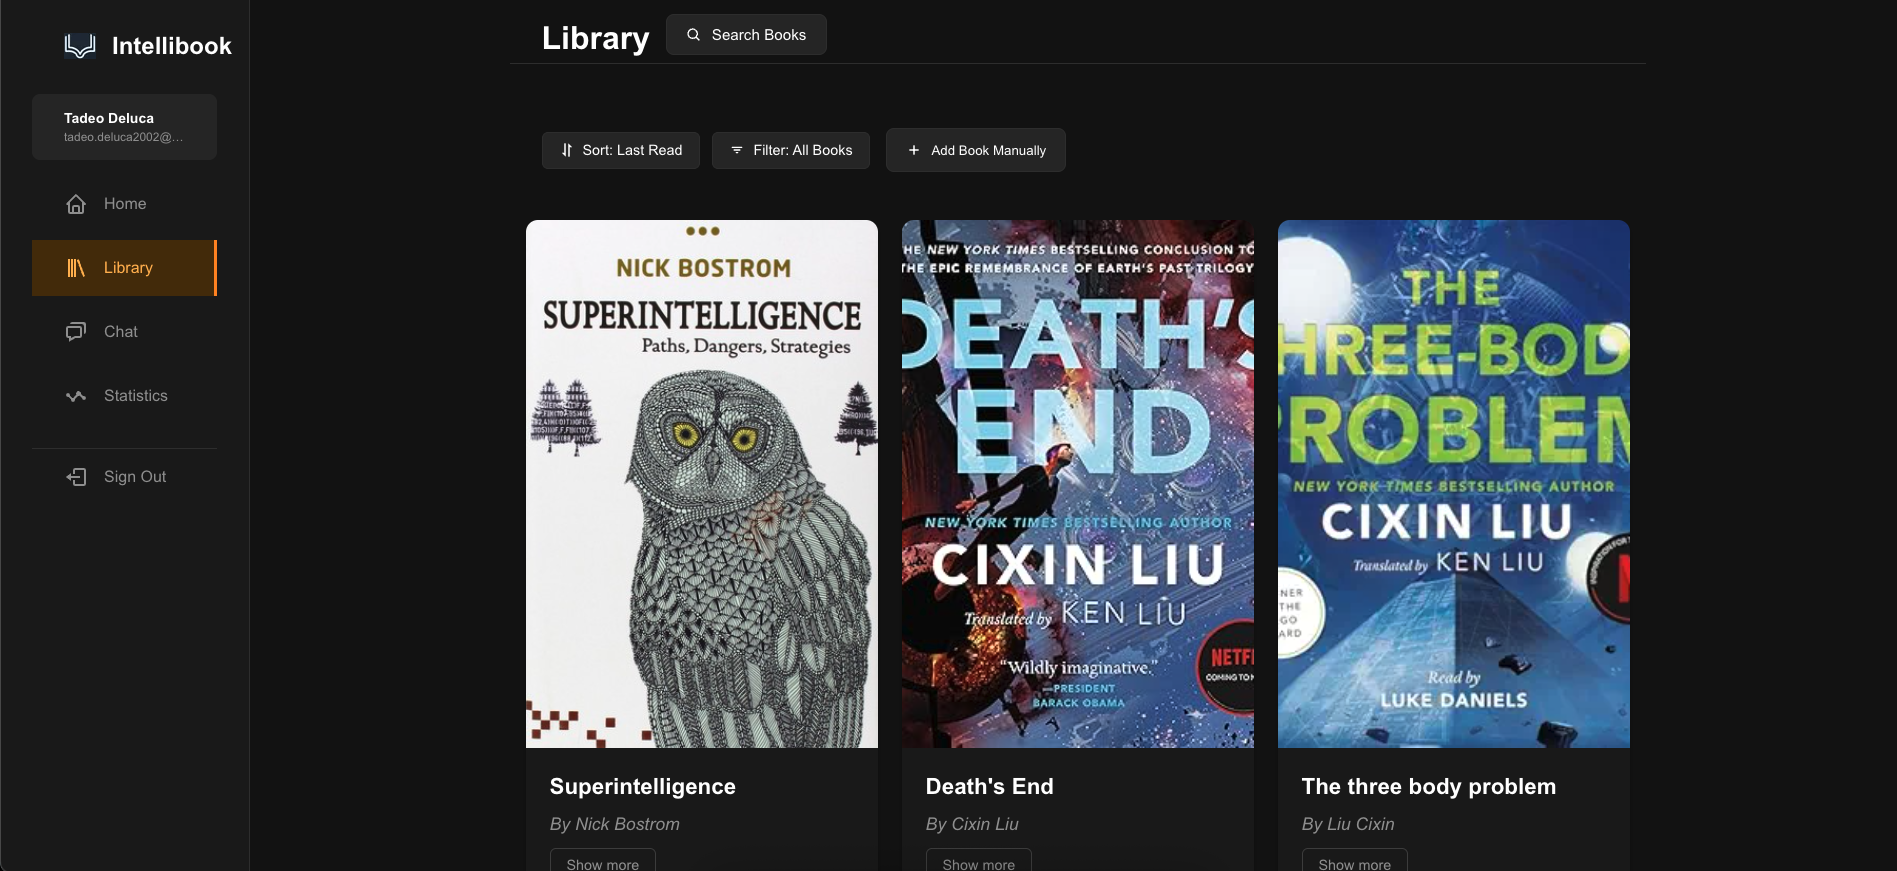 Intellibook
Tadeo Deluca
tadeo.deluca2002@...
Home
Library
Chat
Statistics
Sign Out
Library
Search Books
Sort: Last Read
Filter: All Books
Add Book Manually
NICK BOSTROM
SUPERINTELLIGENCE
Paths, Dangers, Strategies
Superintelligence
By Nick Bostrom
Show more
HE NEW YORK TIMES BESTSELLING CONCLUSION TO
THE EPIC REMEMBRANCE OF EARTH'S PAST TRILOGY
DEATH'S
END
NEW YORK TIMES BESTSELLING AUTHOR
CIXIN LIU
Translated by KEN LIU
"Wildly imaginative."
—PRESIDENT
BARACK OBAMA
NETF
COMING TO
Death's End
By Cixin Liu
Show more
THE
HREE-BOD
PROBLEM
NEW YORK TIMES BESTSELLING AUTHOR
CIXIN LIU
Translated by KEN LIU
INSPIRATION FOR T
N
NER
THE
GO
ARD
Read by
LUKE DANIELS
The three body problem
By Liu Cixin
Show more